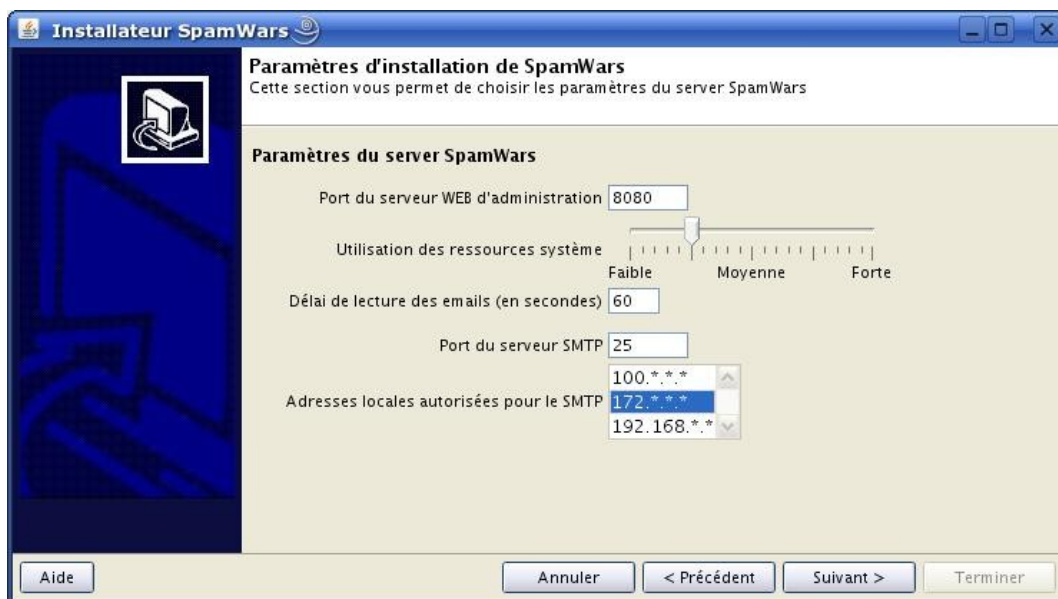 Installateur SpamWars
Paramètres d'installation de SpamWars
Cette section vous permet de choisir les paramètres du server SpamWars
Paramètres du server SpamWars
Port du serveur WEB d'administration 8080
Utilisation des ressources système
Faible Moyenne Forte
Délai de lecture des emails (en secondes) 60
Port du serveur SMTP 25
100.*.*.*
Adresses locales autorisées pour le SMTP 172.*.*.*
192.168.*.*
Aide Annuler < Précédent Suivant > Terminer